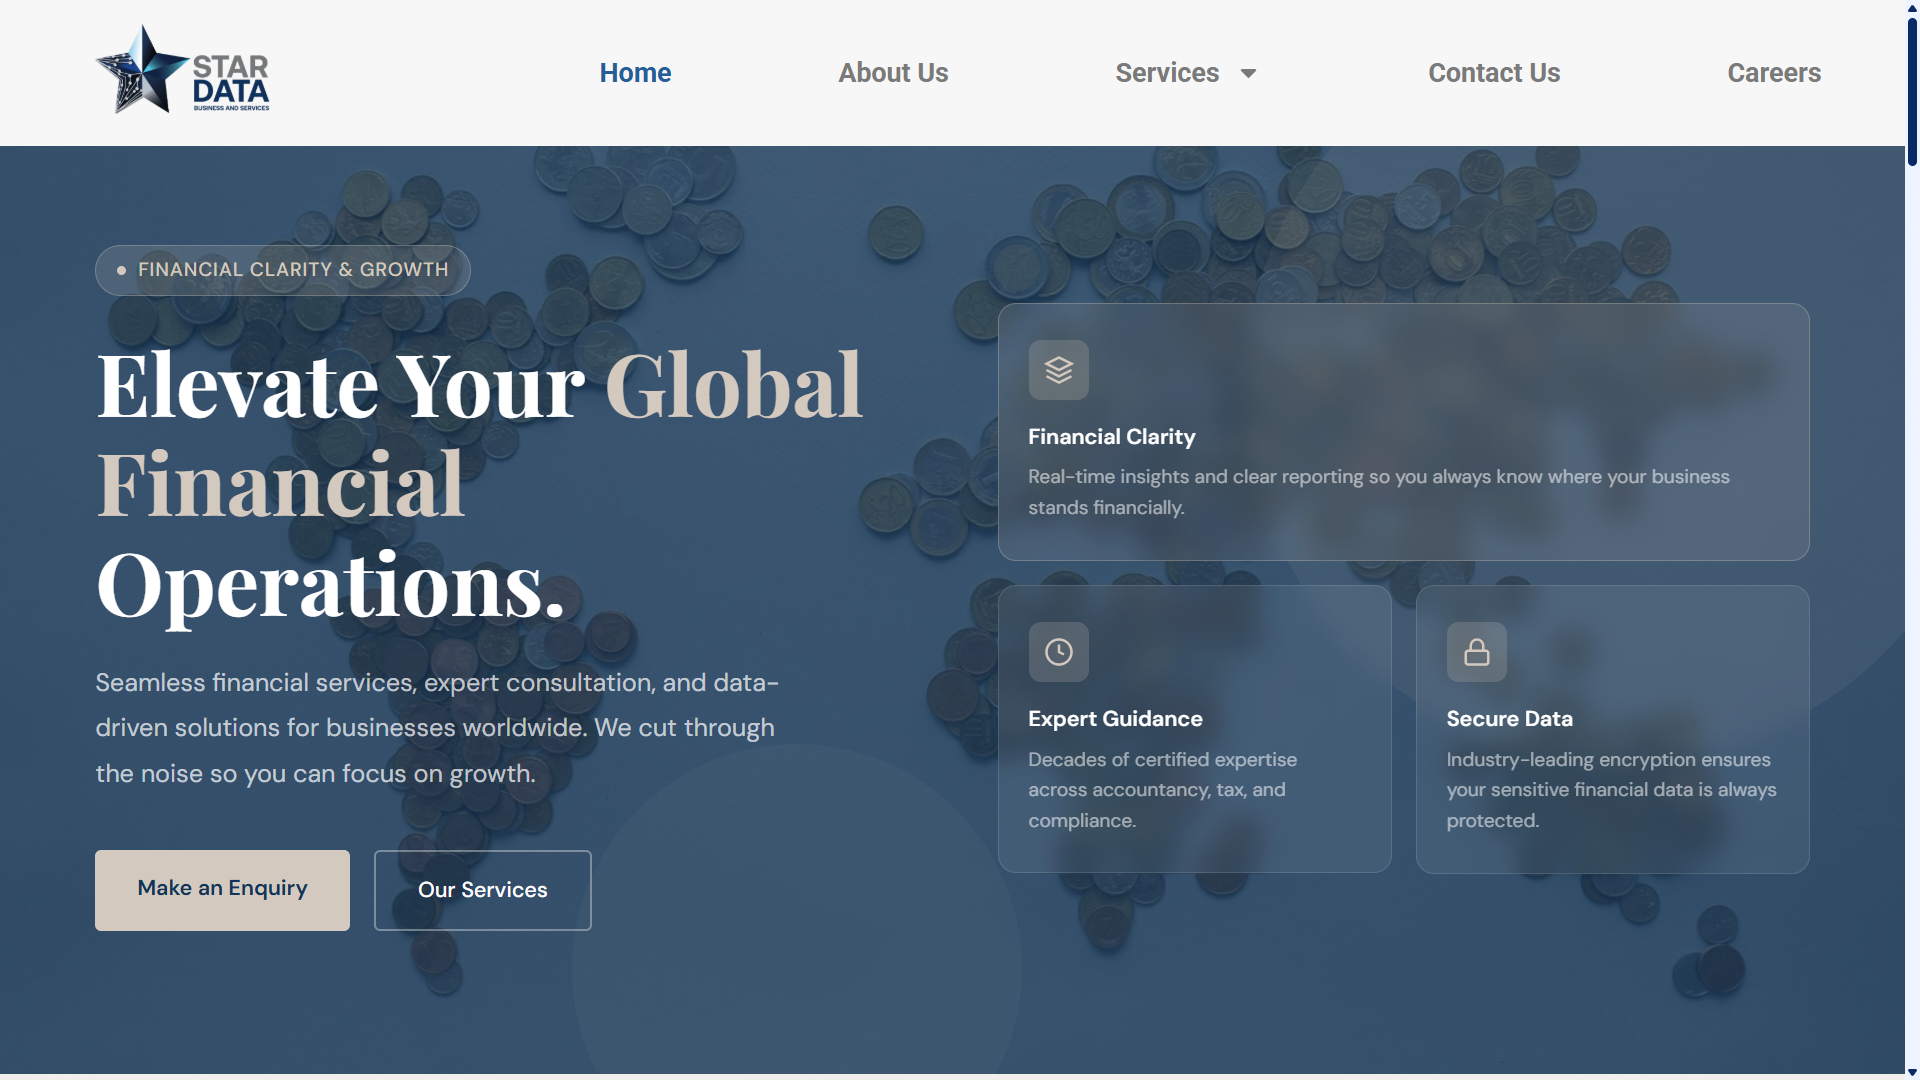 STAR
DATA
BUSINESS AND SERVICES
Home
About Us
Services
Contact Us
Careers
FINANCIAL CLARITY & GROWTH
Elevate Your Global
Financial
Operations.
Seamless financial services, expert consultation, and data-
driven solutions for businesses worldwide. We cut through
the noise so you can focus on growth.
Make an Enquiry
Our Services
Financial Clarity
Real-time insights and clear reporting so you always know where your business
stands financially.
Expert Guidance
Decades of certified expertise
across accountancy, tax, and
compliance.
Secure Data
Industry-leading encryption ensures
your sensitive financial data is always
protected.